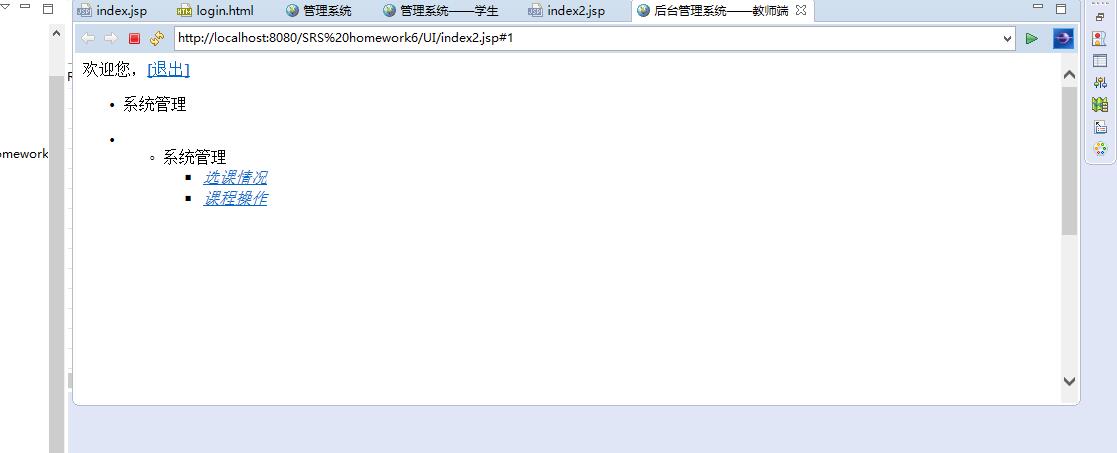 index.jsp
login.html
管理系统
管理系统——学生
index2.jsp
后台管理系统——教师端
http://localhost:8080/SRS%20homework6/UI/index2.jsp#1
欢迎您，[退出]
系统管理
omework
系统管理
选课情况
课程操作